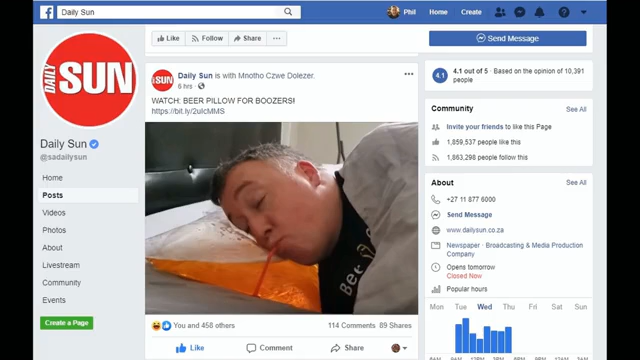 Daily Sun
Phil
Home
Create
DAILY SUN
Daily Sun
@sadailysun
Home
Posts
Videos
Photos
About
Livestream
Community
Events
Create a Page
Like
Follow
Share
Daily Sun is with Mnotho Czwe Dolezer.
6 hrs
WATCH: BEER PILLOW FOR BOOZERS!
https://bit.ly/2ulcMMS
Bee
You and 458 others
114 Comments
89 Shares
Like
Comment
Share
Send Message
4.1
4.1 out of 5 · Based on the opinion of 10,391
people
Community
See All
Invite your friends to like this Page
1,859,537 people like this
1,863,298 people follow this
About
See All
+27 11 877 6000
Send Message
www.dailysun.co.za
Newspaper · Broadcasting & Media Production
Company
Opens tomorrow
Closed Now
Popular hours
Mon Tue Wed Thu Fri Sat Sun